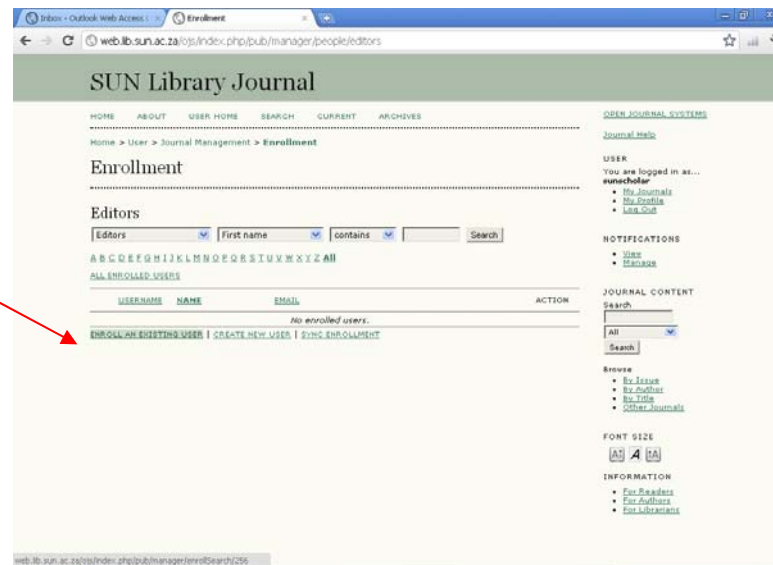 Inbox - Outlook Web Access
Enrollment
web.lib.sun.ac.za/ojs/index.php/pub/manager/people/editors
SUN Library Journal
HOME ABOUT USER HOME SEARCH CURRENT ARCHIVES
Home > User > Journal Management > Enrollment
Enrollment
Editors
Editors First name contains Search
A B C D E F G H I J K L M N O P Q R S T U V W X Y Z All
ALL ENROLLED USERS
USERNAME NAME EMAIL ACTION
No enrolled users.
ENROLL AN EXISTING USER | CREATE NEW USER | SYNC ENROLLMENT
OPEN JOURNAL SYSTEMS
Journal Help
USER
You are logged in as...
sunscholar
My Journals
My Profile
Log Out
NOTIFICATIONS
View
Manage
JOURNAL CONTENT
Search
All
Search
Browse
By Issue
By Author
By Title
Other Journals
FONT SIZE
A A A
INFORMATION
For Readers
For Authors
For Librarians
web.lib.sun.ac.za/ojs/index.php/pub/manager/enrollSearch/256